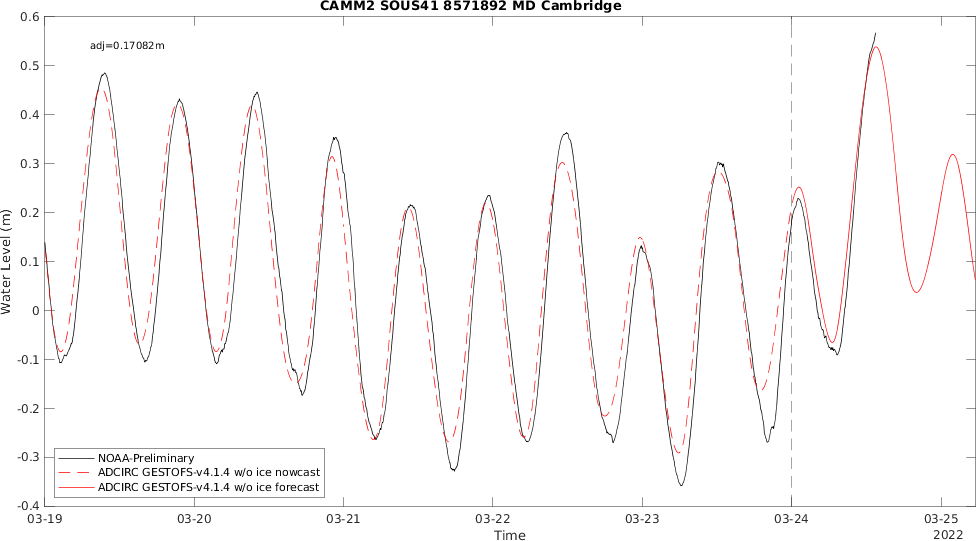 CAMM2 SOUS41 8571892 MD Cambridge
adj=0.17082m
0.6
0.5
0.4
0.3
0.2
0.1
0
-0.1
-0.2
-0.3
-0.4
Water Level (m)
NOAA-Preliminary
ADCIRC GESTOFS-v4.1.4 w/o ice nowcast
ADCIRC GESTOFS-v4.1.4 w/o ice forecast
03-19 03-20 03-21 03-22 03-23 03-24 03-25
Time
2022